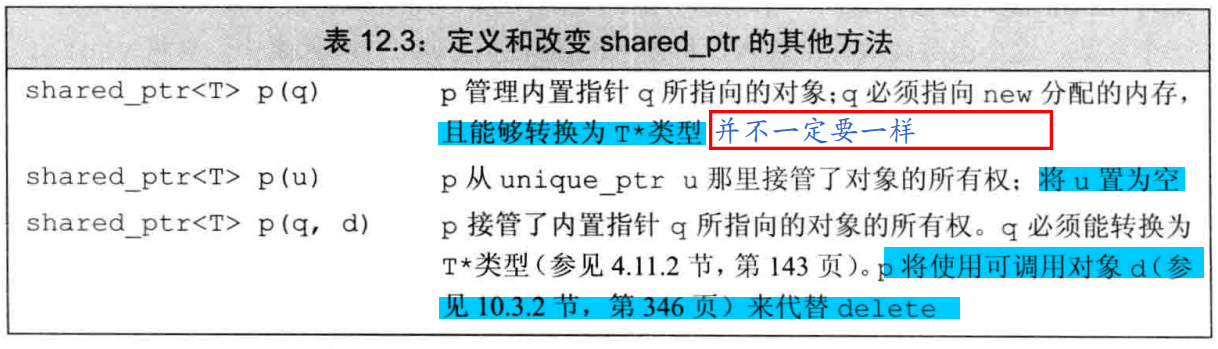 表 12.3：定义和改变 shared_ptr 的其他方法
shared_ptr<T> p(q)
p 管理内置指针 q 所指向的对象；q 必须指向 new 分配的内存，
且能够转换为 T*类型 并不一定要一样
shared_ptr<T> p(u)
p 从 unique_ptr u 那里接管了对象的所有权；将 u 置为空
shared_ptr<T> p(q, d)
p 接管了内置指针 q 所指向的对象的所有权。q 必须能转换为
T*类型（参见 4.11.2 节，第 143 页）。p 将使用可调用对象 d（参
见 10.3.2 节，第 346 页）来代替 delete